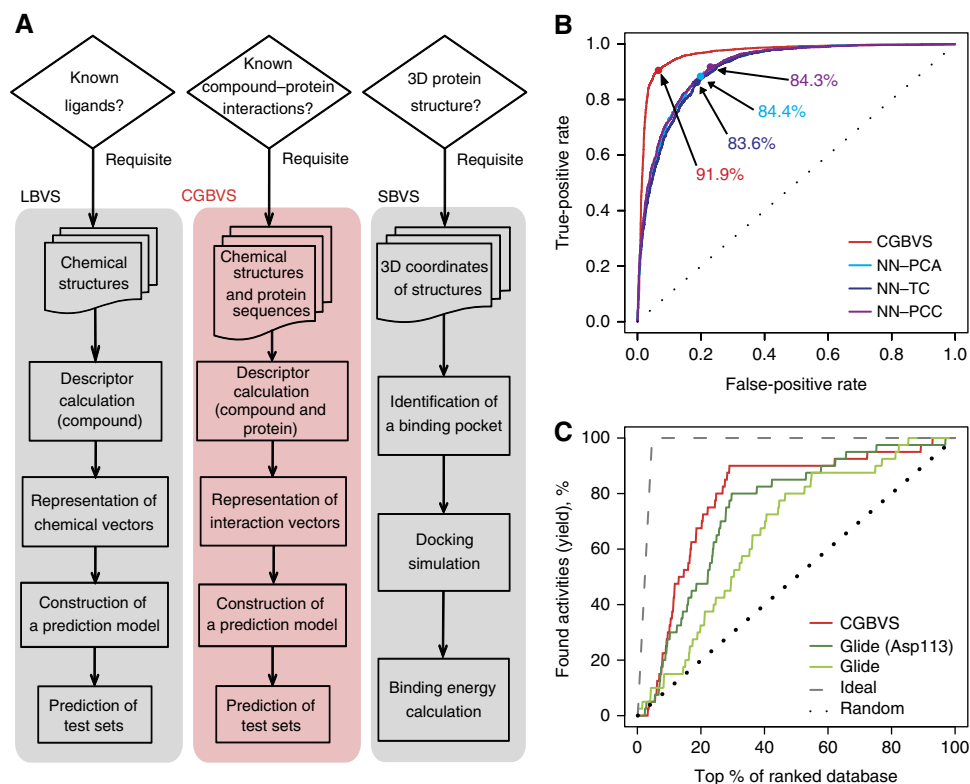 A
Known
ligands?
Known
compound–protein
interactions?
3D protein
structure?
Requisite
Requisite
Requisite
LBVS
CGBVS
SBVS
Chemical
structures
Chemical
structures
and protein
sequences
3D coordinates
of structures
Descriptor
calculation
(compound)
Descriptor
calculation
(compound and
protein)
Identification of
a binding pocket
Representation of
chemical vectors
Representation of
interaction vectors
Docking
simulation
Construction of
a prediction model
Construction of
a prediction model
Binding energy
calculation
Prediction of
test sets
Prediction of
test sets
B
True-positive rate
1.0
0.8
0.6
0.4
0.2
0.0
84.3%
84.4%
83.6%
91.9%
CGBVS
NN–PCA
NN–TC
NN–PCC
0.0 0.2 0.4 0.6 0.8 1.0
False-positive rate
C
Found activities (yield), %
100
80
60
40
20
0
CGBVS
Glide (Asp113)
Glide
Ideal
Random
0 20 40 60 80 100
Top % of ranked database